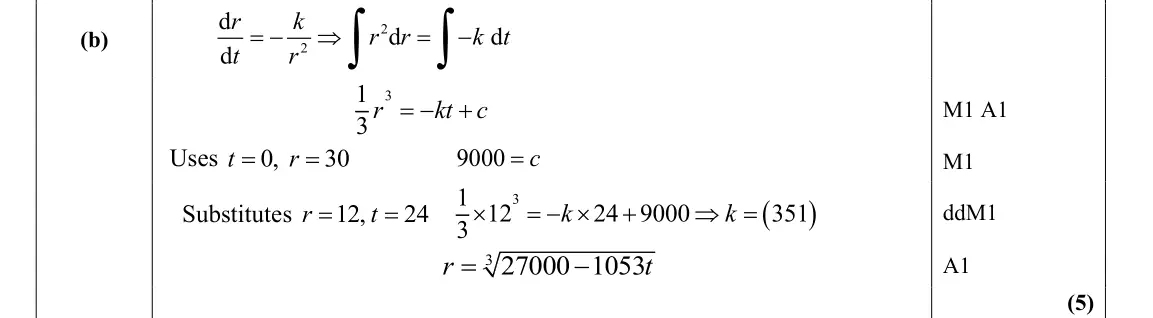 (b) dr/dt = −k/r² ⇒ ∫ r²dr = ∫ −k dt
1/3 r³ = −kt + c M1 A1
Uses t = 0, r = 30 9000 = c M1
Substitutes r = 12, t = 24 1/3 × 12³ = −k × 24 + 9000 ⇒ k = (351) ddM1
r = ∛(27000 − 1053t) A1
(5)